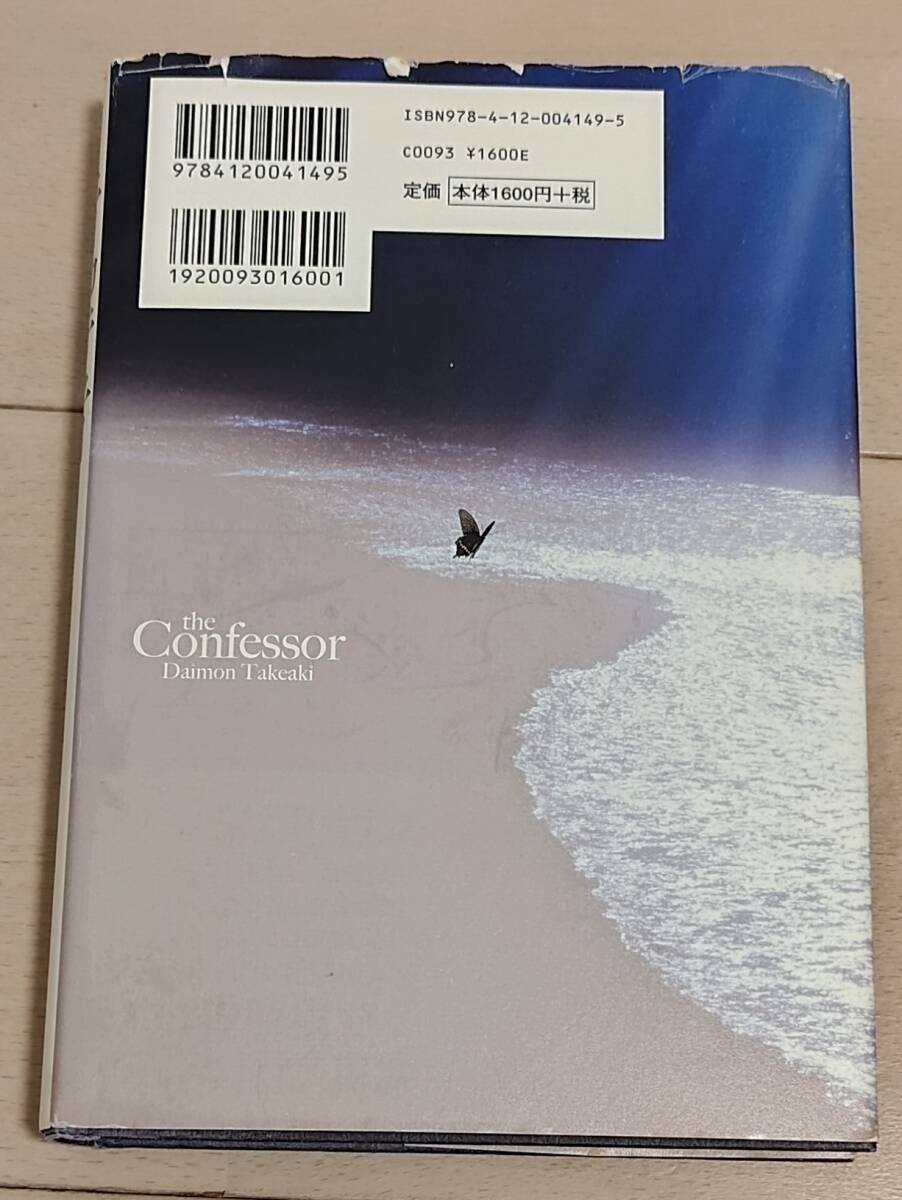 ISBN978-4-12-004149-5
9784120041495
C0093 ¥1600E
定価 本体1600円+税
1920093016001
the
Confessor
Daimon Takeaki